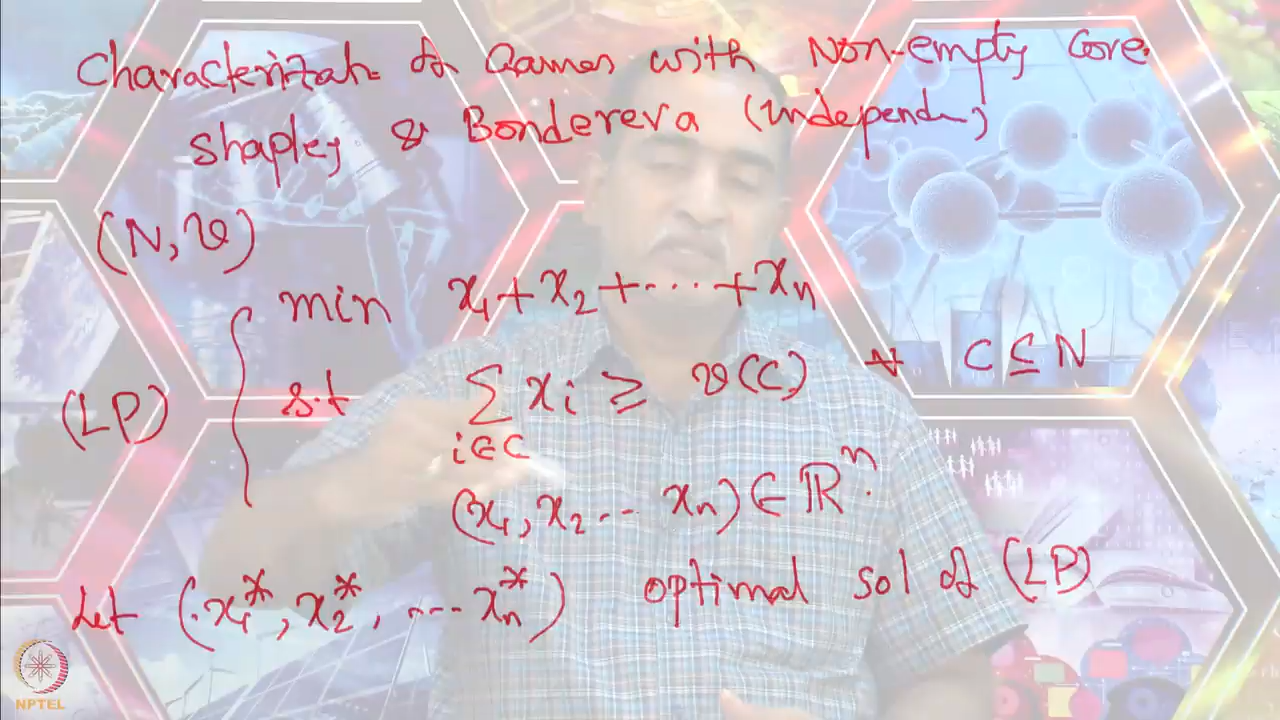 Characterizatn of Games with Non-empty Core.
Shapley & Bondereva (Independently)
(N, v)
min x₁ + x₂ + ... + xₙ
(LP) s.t ∑ xᵢ ≥ v(C) ∀ C ⊆ N
i∈C
(x₁, x₂ ... xₙ) ∈ ℝⁿ.
Let (x₁*, x₂*, ... xₙ*) optimal sol of (LP)
NPTEL